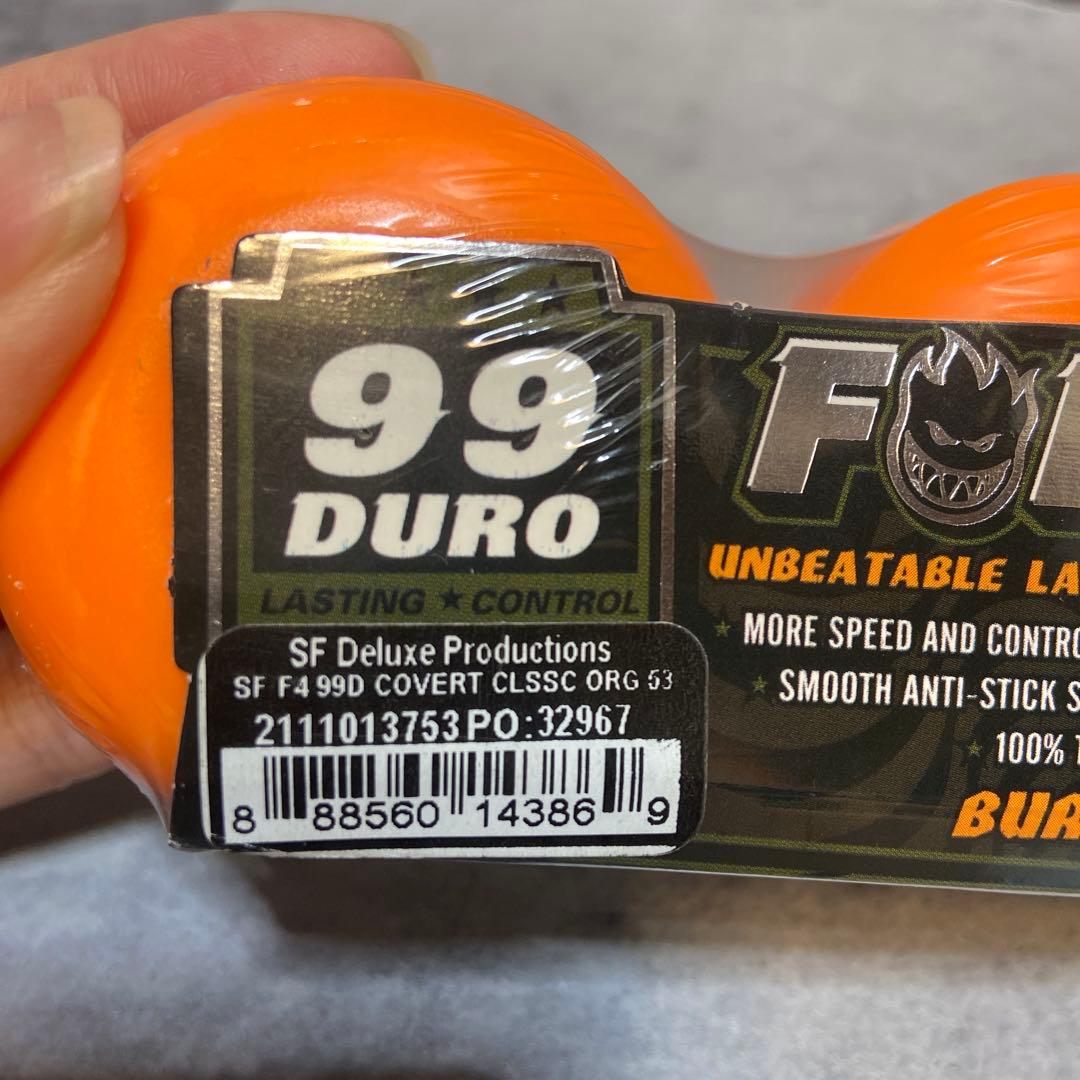 99
DURO
LASTING ★ CONTROL
SF Deluxe Productions
SF F4 99D COVERT CLSSC ORG 53
2111013753 PO:32967
8 88560 14386 9
UNBEATABLE
MORE SPEED AND
SMOOTH ANTI-STICK
100%